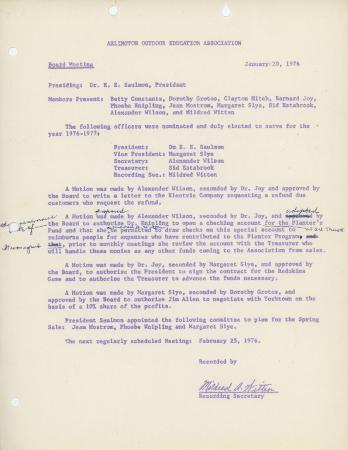 ARLINGTON OUTDOOR EDUCATION ASSOCIATION
Board Meeting
January 20, 1976
Presiding: Dr. E. E. Saulmon, President
Members Present: Betty Constants, Dorothy Grotos, Clayton Hitch, Barnard Joy,
Phoebe Knipling, Jean Mostrom, Margaret Slye, Sid Estabrook,
Alexander Wilson, and Mildred Witten
The following officers were nominated and duly elected to serve for the
year 1976-1977:
President: Dr. E. Saulmon
Vice President: Margaret Slye
Secretary: Alexander Wilson
Treasurer: Sid Estabrook
Recording Sec.: Mildred Witten
A Motion was made by Alexander Wilson, seconded by Dr. Joy and approved by
the Board to write a letter to the Electric Company requesting a refund due
customers who request the refund.
A Motion was made by Alexander Wilson, seconded by Dr. Joy, and approved by
the Board to authorize Dr. Knipling to open a checking account for the Planter's
Fund and that she be permitted to draw checks on this special account to
reimburse people for expenses who have contributed to the Planter Program, and
that, prior to monthly meetings she review the account with the Treasurer who
will handle these monies as any other funds coming to the Association from sales.
A Motion was made by Dr. Joy, seconded by Margaret Slye, and approved by
the Board, to authorize the President to sign the contract for the Redskins
Game and to authorize the Treasurer to advance the funds necessary.
A Motion was made by Margaret Slye, seconded by Dorothy Grotos, and
approved by the Board to authorize Jim Allen to negotiate with Yorktown on the
basis of a 10% share of the profits.
President Saulmon appointed the following committee to plan for the Spring
Sale: Jean Mostrom, Phoebe Knipling and Margaret Slye.
The next regularly scheduled Meeting: February 25, 1976.
Recorded by
Mildred A. Witten
Recording Secretary